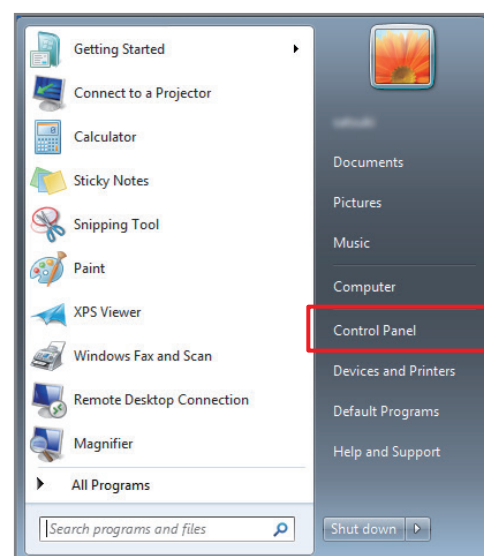 Getting Started
Connect to a Projector
Calculator
Sticky Notes
Snipping Tool
Paint
XPS Viewer
Windows Fax and Scan
Remote Desktop Connection
Magnifier
All Programs
Search programs and files
Documents
Pictures
Music
Computer
Control Panel
Devices and Printers
Default Programs
Help and Support
Shut down